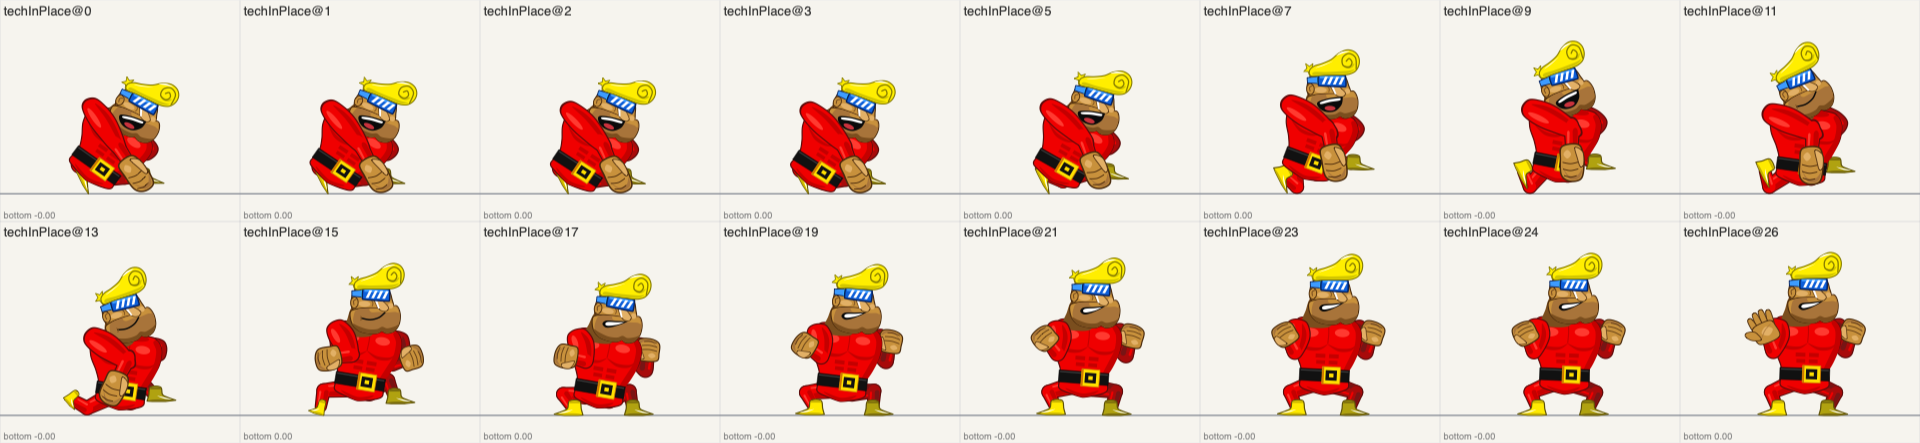 techInPlace@0 techInPlace@1 techInPlace@2 techInPlace@3 techInPlace@5 techInPlace@7 techInPlace@9 techInPlace@11
bottom -0.00 bottom 0.00 bottom 0.00 bottom 0.00 bottom 0.00 bottom 0.00 bottom -0.00 bottom -0.00
techInPlace@13 techInPlace@15 techInPlace@17 techInPlace@19 techInPlace@21 techInPlace@23 techInPlace@24 techInPlace@26
bottom -0.00 bottom 0.00 bottom 0.00 bottom -0.00 bottom -0.00 bottom -0.00 bottom -0.00 bottom 0.00